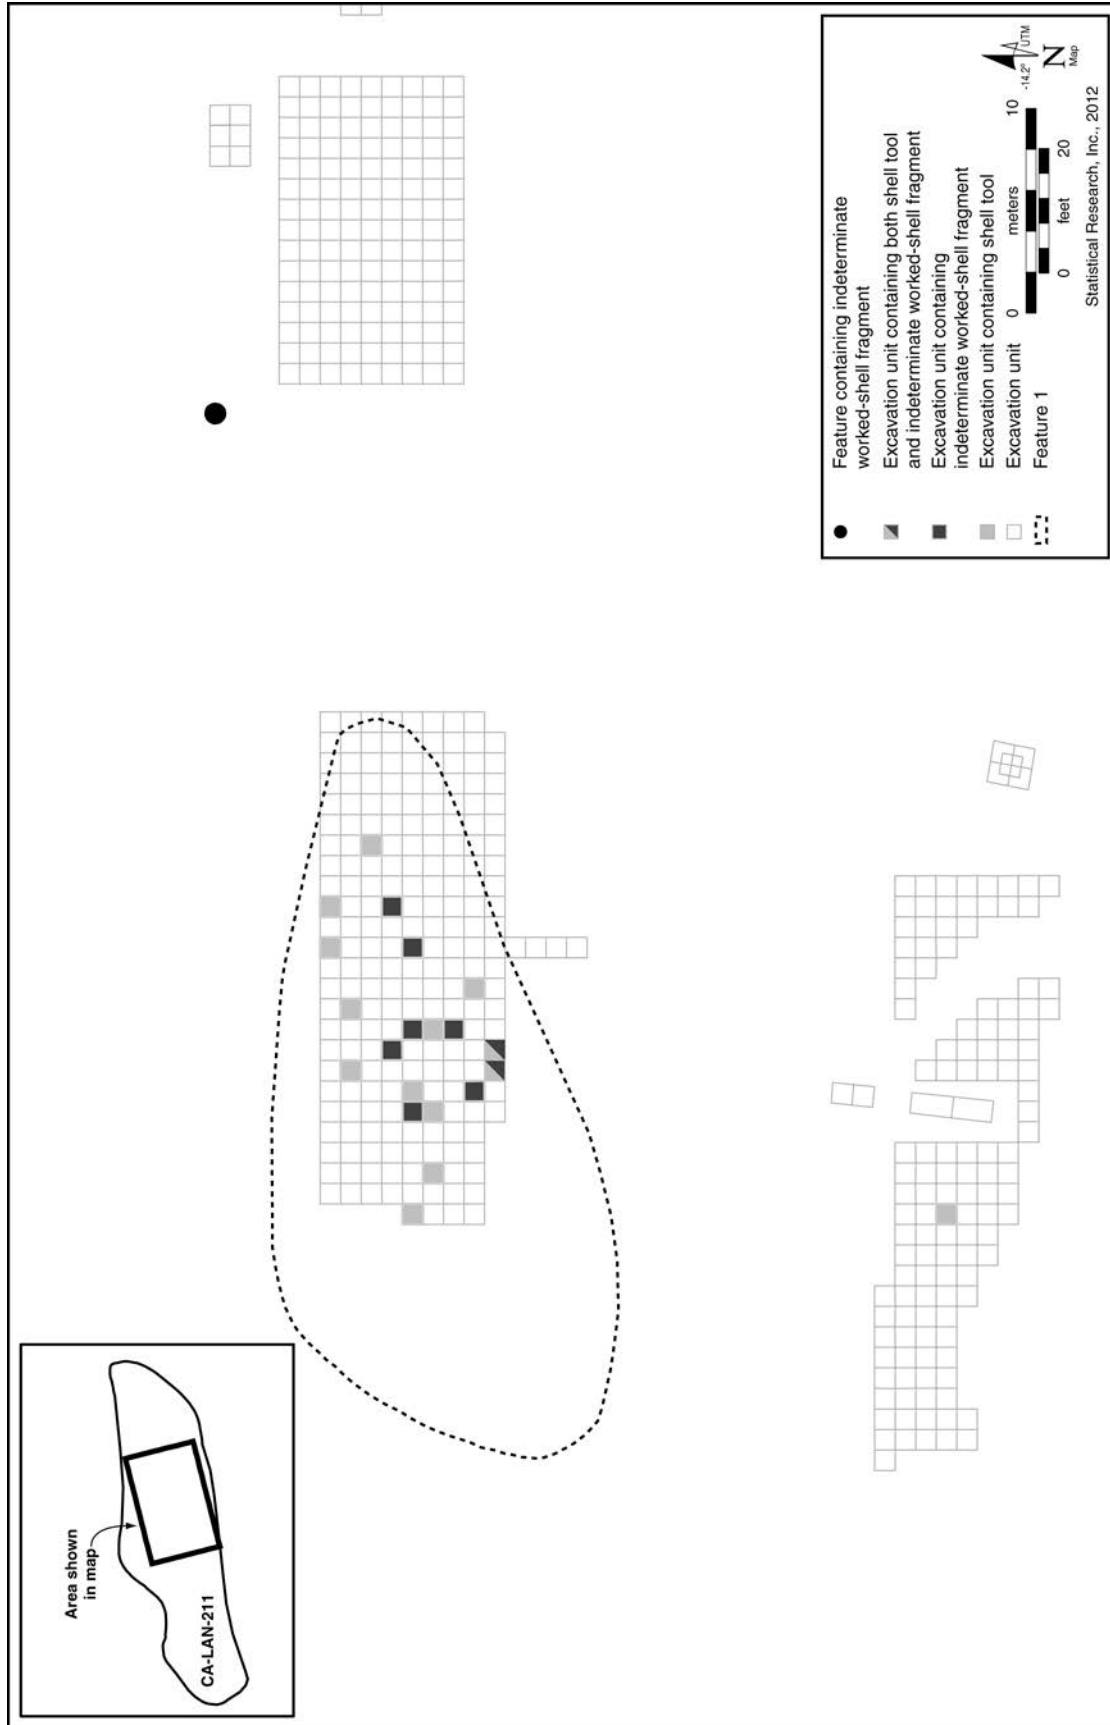 Area shown
in map
CA-LAN-211
Feature containing indeterminate
worked-shell fragment
Excavation unit containing both shell tool
and indeterminate worked-shell fragment
Excavation unit containing
indeterminate worked-shell fragment
Excavation unit containing shell tool
Excavation unit
Feature 1
0 meters 10
0 feet 20
-14.2° UTM
N
Map
Statistical Research, Inc., 2012